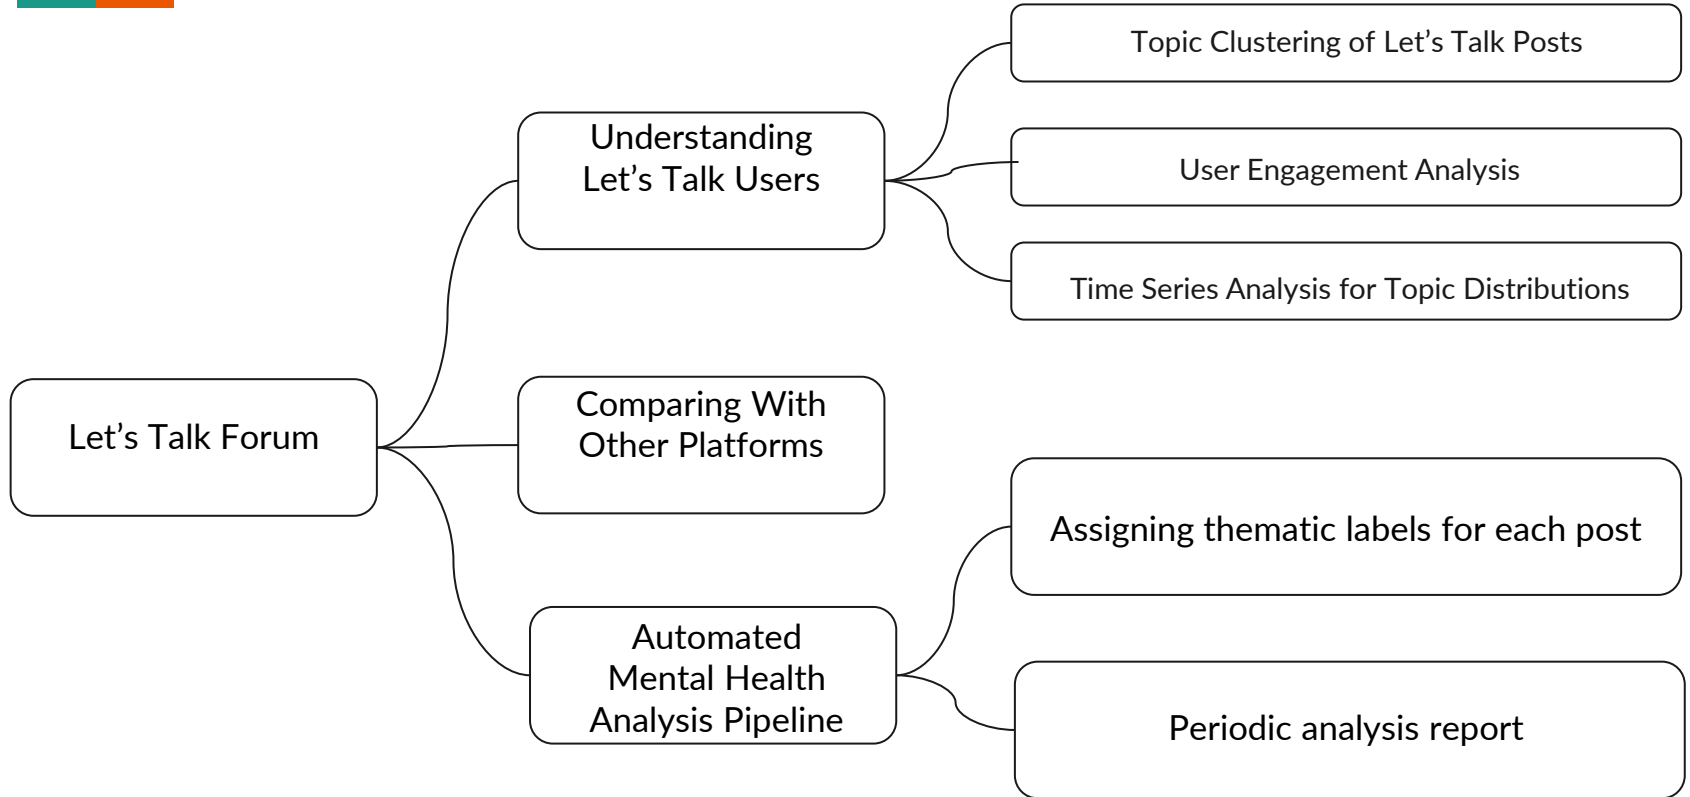 Topic Clustering of Let’s Talk Posts
Understanding
Let’s Talk Users
User Engagement Analysis
Time Series Analysis for Topic Distributions
Let’s Talk Forum
Comparing With
Other Platforms
Assigning thematic labels for each post
Automated
Mental Health
Analysis Pipeline
Periodic analysis report